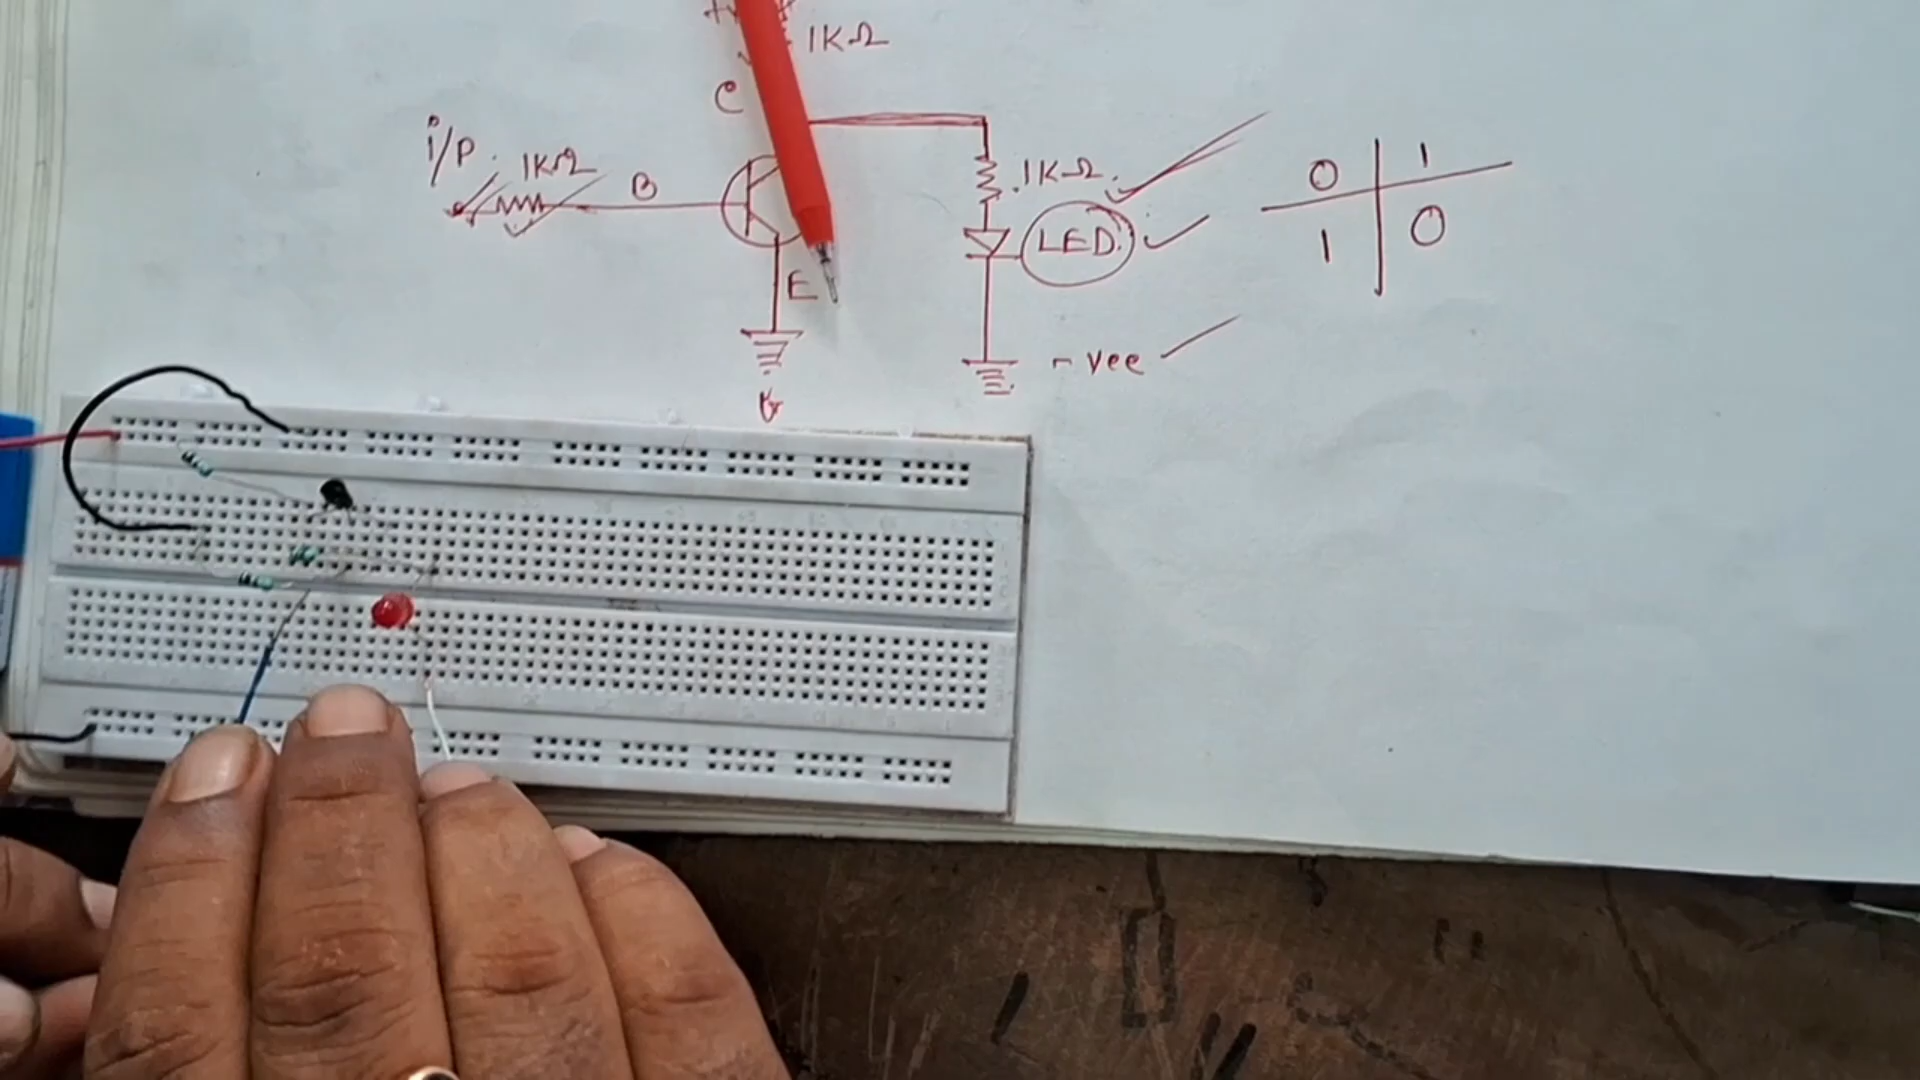 1KΩ
C
i/P. 1KΩ B
1KΩ.
LED.
0 1
1 0
E
- Vee